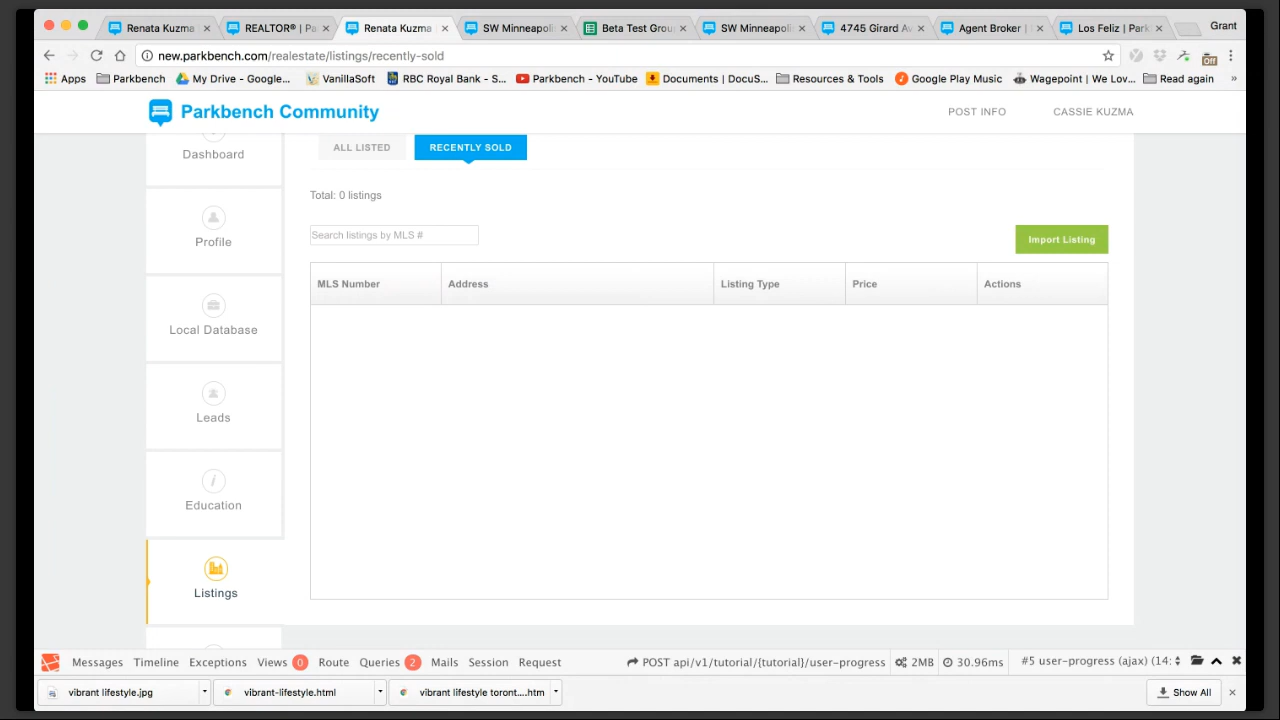 Renata Kuzma
REALTOR® | Pa
Renata Kuzma
SW Minneapoli
Beta Test Grou
SW Minneapoli
4745 Girard Av
Agent Broker |
Los Feliz | Park
Grant
new.parkbench.com/realestate/listings/recently-sold
Apps Parkbench My Drive - Google... VanillaSoft RBC Royal Bank - S... Parkbench - YouTube Documents | DocuS... Resources & Tools Google Play Music Wagepoint | We Lov... Read again »
Off
Parkbench Community
POST INFO CASSIE KUZMA
Dashboard
Profile
Local Database
Leads
Education
Listings
ALL LISTED RECENTLY SOLD
Total: 0 listings
Search listings by MLS #
Import Listing
MLS Number Address Listing Type Price Actions
Messages Timeline Exceptions Views 0 Route Queries 2 Mails Session Request POST api/v1/tutorial/{tutorial}/user-progress 2MB 30.96ms #5 user-progress (ajax) (14:
vibrant lifestyle.jpg vibrant-lifestyle.html vibrant lifestyle toront....htm Show All